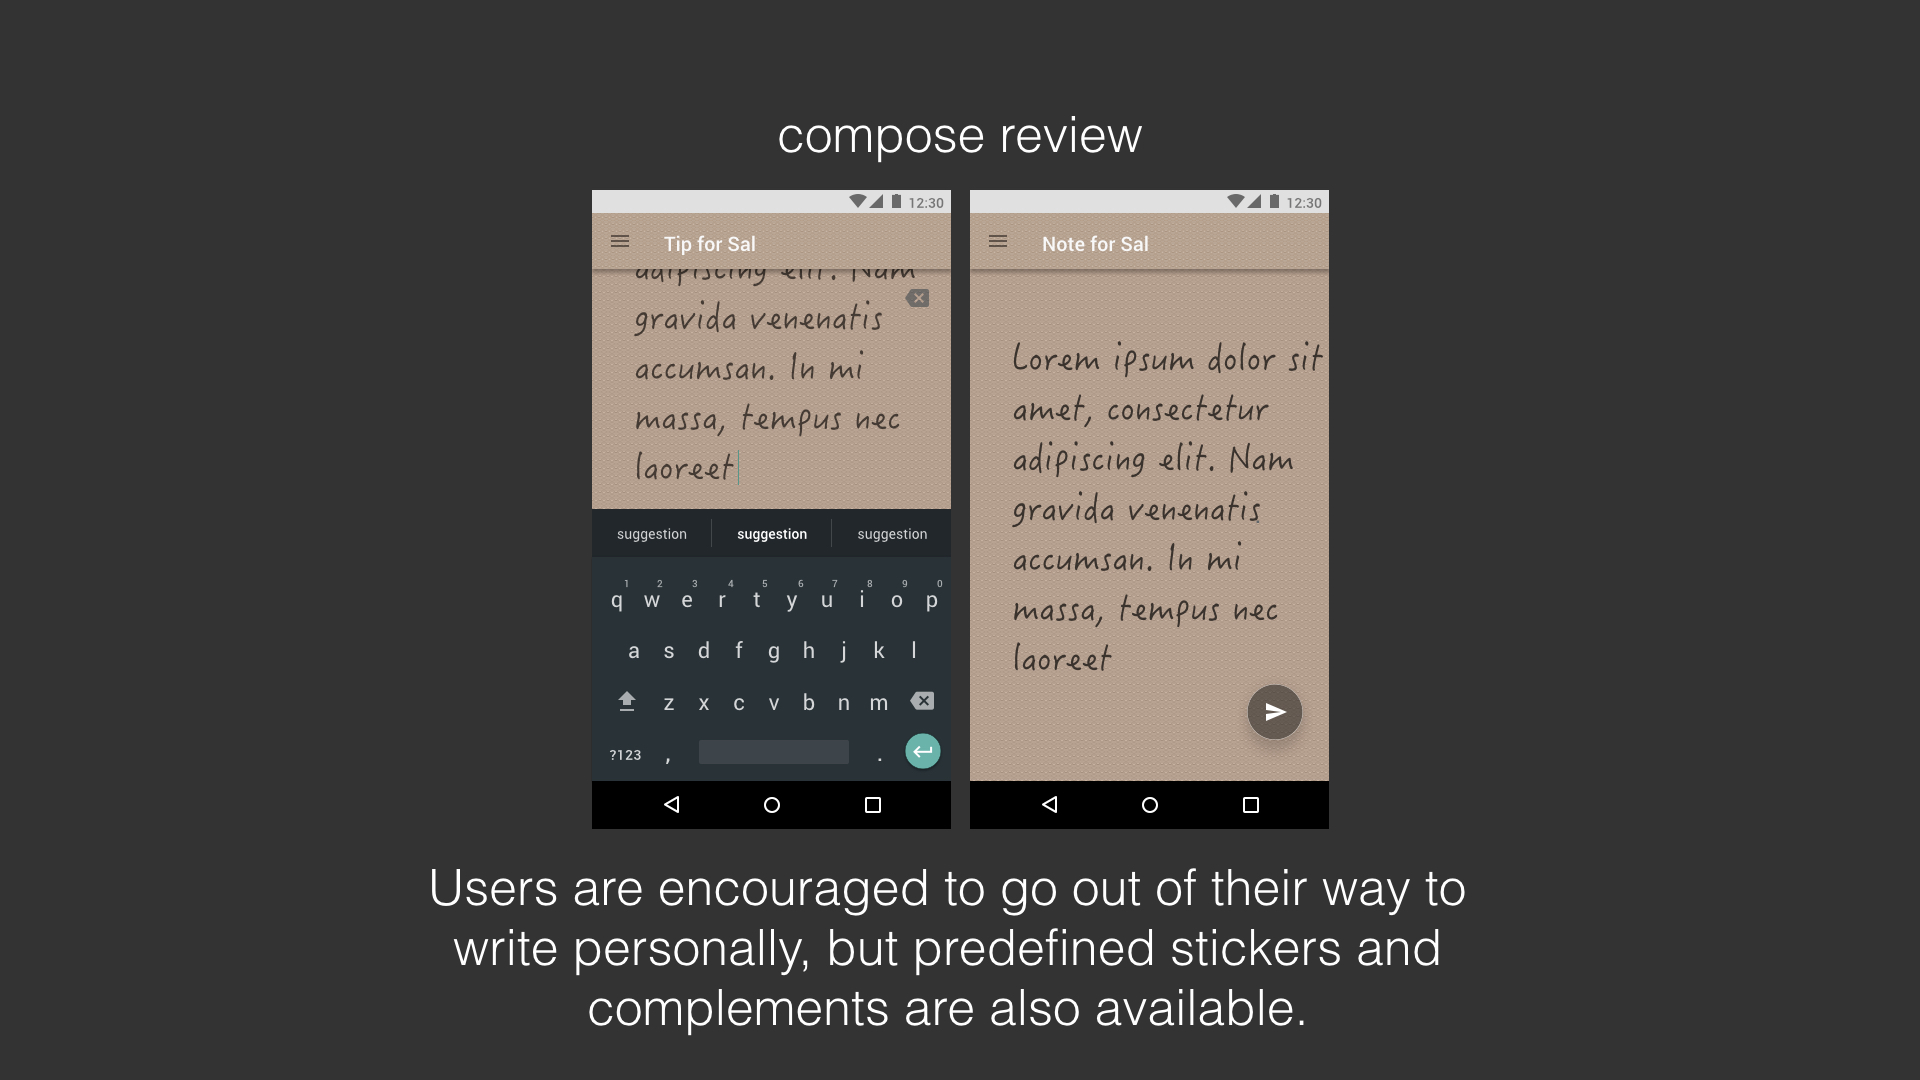 compose review
12:30
Tip for Sal
adipiscing elit. Nam
gravida venenatis
accumsan. In mi
massa, tempus nec
laoreet
suggestion suggestion suggestion
1 2 3 4 5 6 7 8 9 0
q w e r t y u i o p
a s d f g h j k l
z x c v b n m
?123 , .
12:30
Note for Sal
Lorem ipsum dolor sit
amet, consectetur
adipiscing elit. Nam
gravida venenatis
accumsan. In mi
massa, tempus nec
laoreet
Users are encouraged to go out of their way to
write personally, but predefined stickers and
complements are also available.